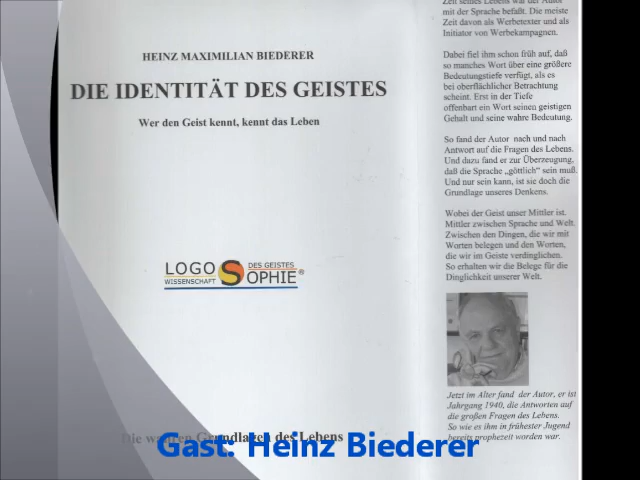 HEINZ MAXIMILIAN BIEDERER
DIE IDENTITÄT DES GEISTES
Wer den Geist kennt, kennt das Leben
LOGOSOPHIE®
WISSENSCHAFT DES GEISTES
Die wahren Grundlagen des Lebens
Zeit seines Lebens war der Autor
mit der Sprache befaßt. Die meiste
Zeit davon als Werbetexter und als
Initiator von Werbekampagnen.
Dabei fiel ihm schon früh auf, daß
so manches Wort über eine größere
Bedeutungstiefe verfügt, als es
bei oberflächlicher Betrachtung
scheint. Erst in der Tiefe
offenbart ein Wort seinen geistigen
Gehalt und seine wahre Bedeutung.
So fand der Autor nach und nach
Antwort auf die Fragen des Lebens.
Und dazu fand er zur Überzeugung,
daß die Sprache „göttlich" sein muß.
Und nur sein kann, ist sie doch die
Grundlage unseres Denkens.
Wobei der Geist unser Mittler ist.
Mittler zwischen Sprache und Welt.
Zwischen den Dingen, die wir mit
Worten belegen und den Worten,
die wir im Geiste verdinglichen.
So erhalten wir die Belege für die
Dinglichkeit unserer Welt.
Jetzt im Alter fand der Autor, er ist
Jahrgang 1940, die Antworten auf
die großen Fragen des Lebens.
So wie es ihm in frühester Jugend
bereits prophezeit worden war.
Gast: Heinz Biederer